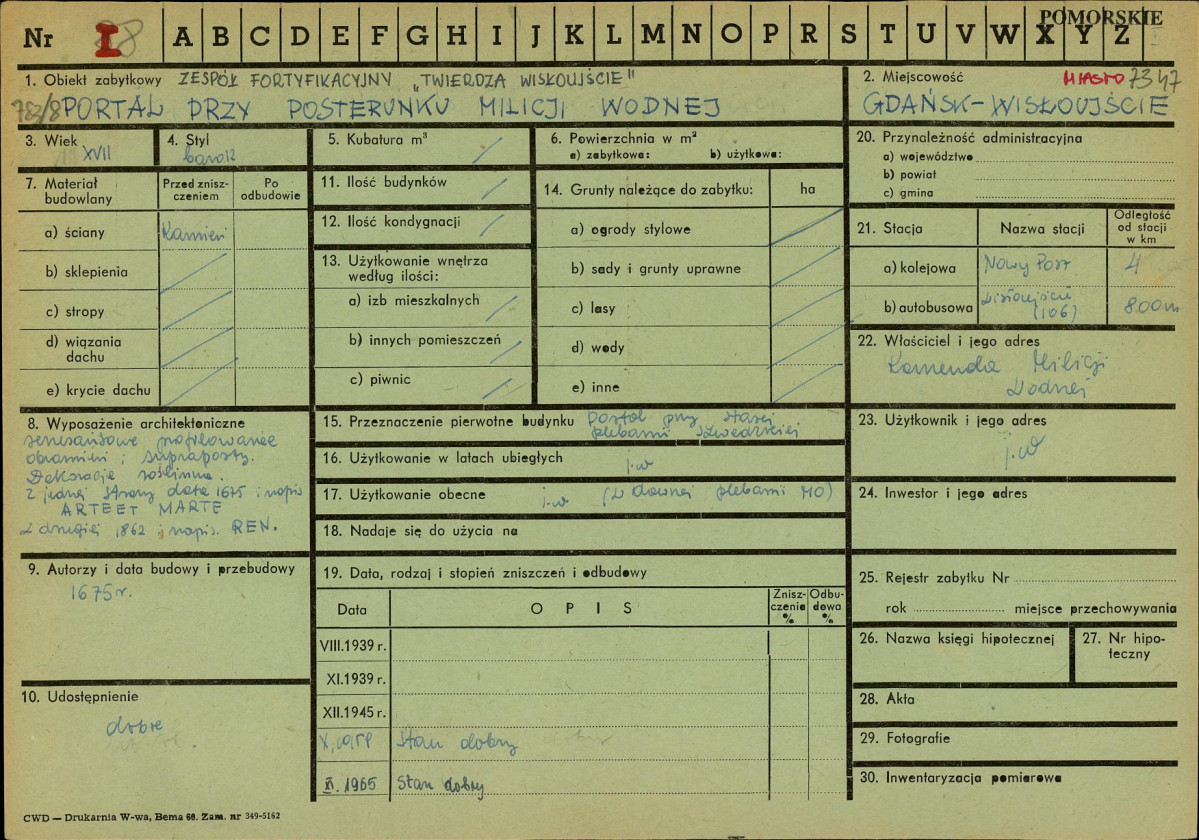 POMORSKIE
Nr I A B C D E F G H I J K L M N O P R S T U V W X Y Z
1. Obiekt zabytkowy ZESPÓŁ FORTYFIKACYJNY „TWIERDZA WISŁOUJŚCIE"
PORTAL PRZY POSTERUNKU MILICJI WODNEJ
2. Miejscowość MIASTO 7347
GDAŃSK-WISŁOUJŚCIE
3. Wiek
XVII
4. Styl
barok
5. Kubatura m³
6. Powierzchnia w m²
a) zabytkowa: b) użytkowa:
7. Materiał budowlany
Przed zniszczeniem
Po odbudowie
a) ściany Kamień
b) sklepienia
c) stropy
d) wiązania dachu
e) krycie dachu
8. Wyposażenie architektoniczne
renesansowe profilowanie
obramień i supraporty.
Dekoracje roślinne.
z jednej strony data 1675 i napis
ARTE ET MARTE
z drugiej 1862 i napis. REN.
9. Autorzy i data budowy i przebudowy
1675 r.
10. Udostępnienie
dobre
11. Ilość budynków
12. Ilość kondygnacji
13. Użytkowanie wnętrza
według ilości:
a) izb mieszkalnych
b) innych pomieszczeń
c) piwnic
14. Grunty należące do zabytku: ha
a) ogrody stylowe
b) sady i grunty uprawne
c) lasy
d) wody
e) inne
15. Przeznaczenie pierwotne budynku Portal przy starej
plebanii szwedzkiej
16. Użytkowanie w latach ubiegłych j.w
17. Użytkowanie obecne j.w (w dawnej plebanii MO)
18. Nadaje się do użycia na
19. Data, rodzaj i stopień zniszczeń i odbudowy
Data OPIS Zniszczenie % Odbudowa %
VIII.1939 r.
XI.1939 r.
XII.1945 r.
Stan dobry
XI. 1965 Stan dobry
20. Przynależność administracyjna
a) województwo
b) powiat
c) gmina
21. Stacja Nazwa stacji Odległość od stacji w km
a) kolejowa Nowy Port 4
b) autobusowa Wisłoujście (106) 800m
22. Właściciel i jego adres
Komenda Milicji
Wodnej
23. Użytkownik i jego adres
j.w
24. Inwestor i jego adres
25. Rejestr zabytku Nr
rok miejsce przechowywania
26. Nazwa księgi hipotecznej
27. Nr hipoteczny
28. Akta
29. Fotografie
30. Inwentaryzacja pomiarowa
CWD — Drukarnia W-wa, Bema 60. Zam. nr 349-5162